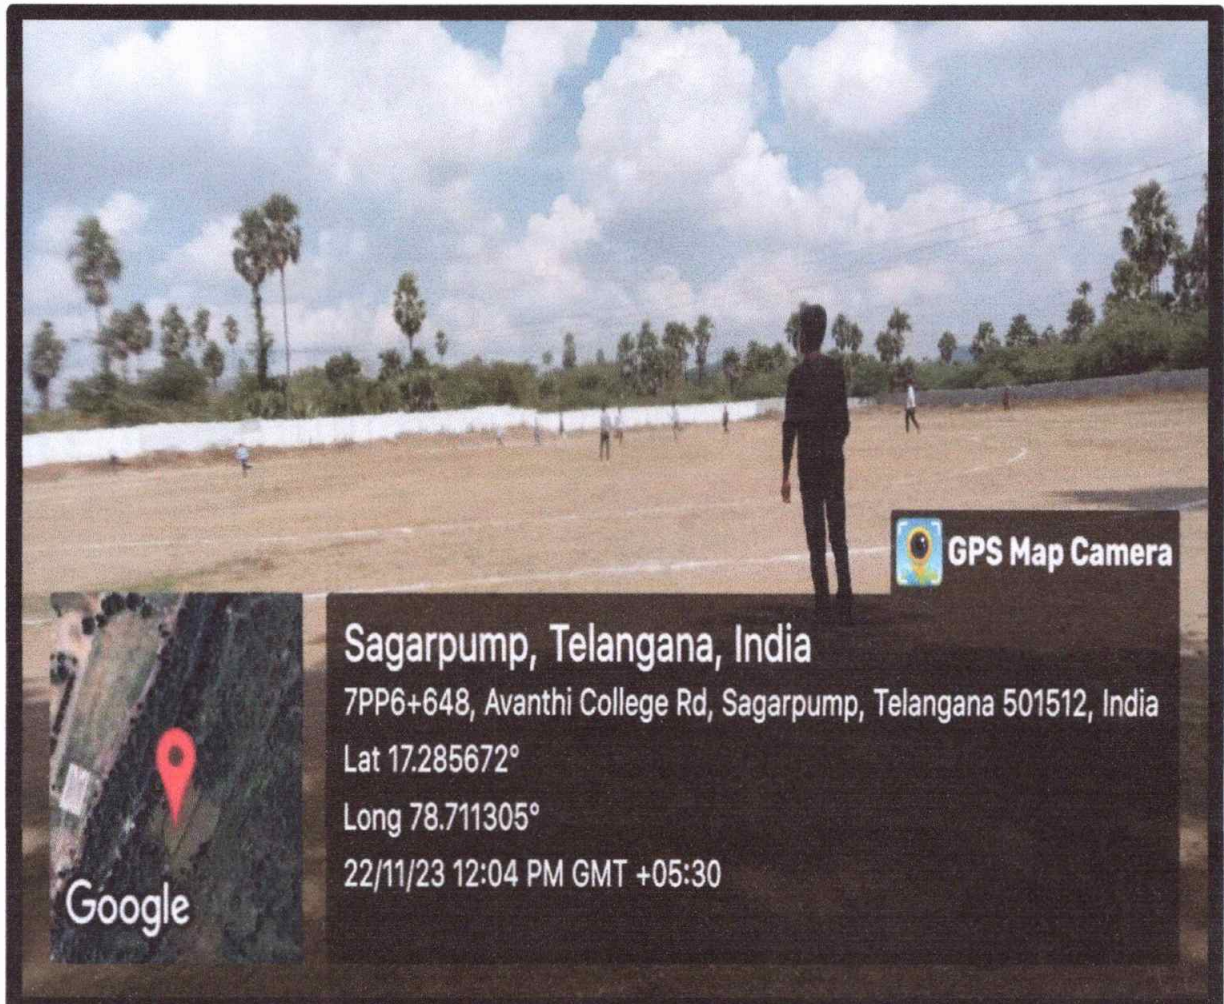 GPS Map Camera
Sagarpump, Telangana, India
7PP6+648, Avanthi College Rd, Sagarpump, Telangana 501512, India
Lat 17.285672°
Long 78.711305°
22/11/23 12:04 PM GMT +05:30
Google